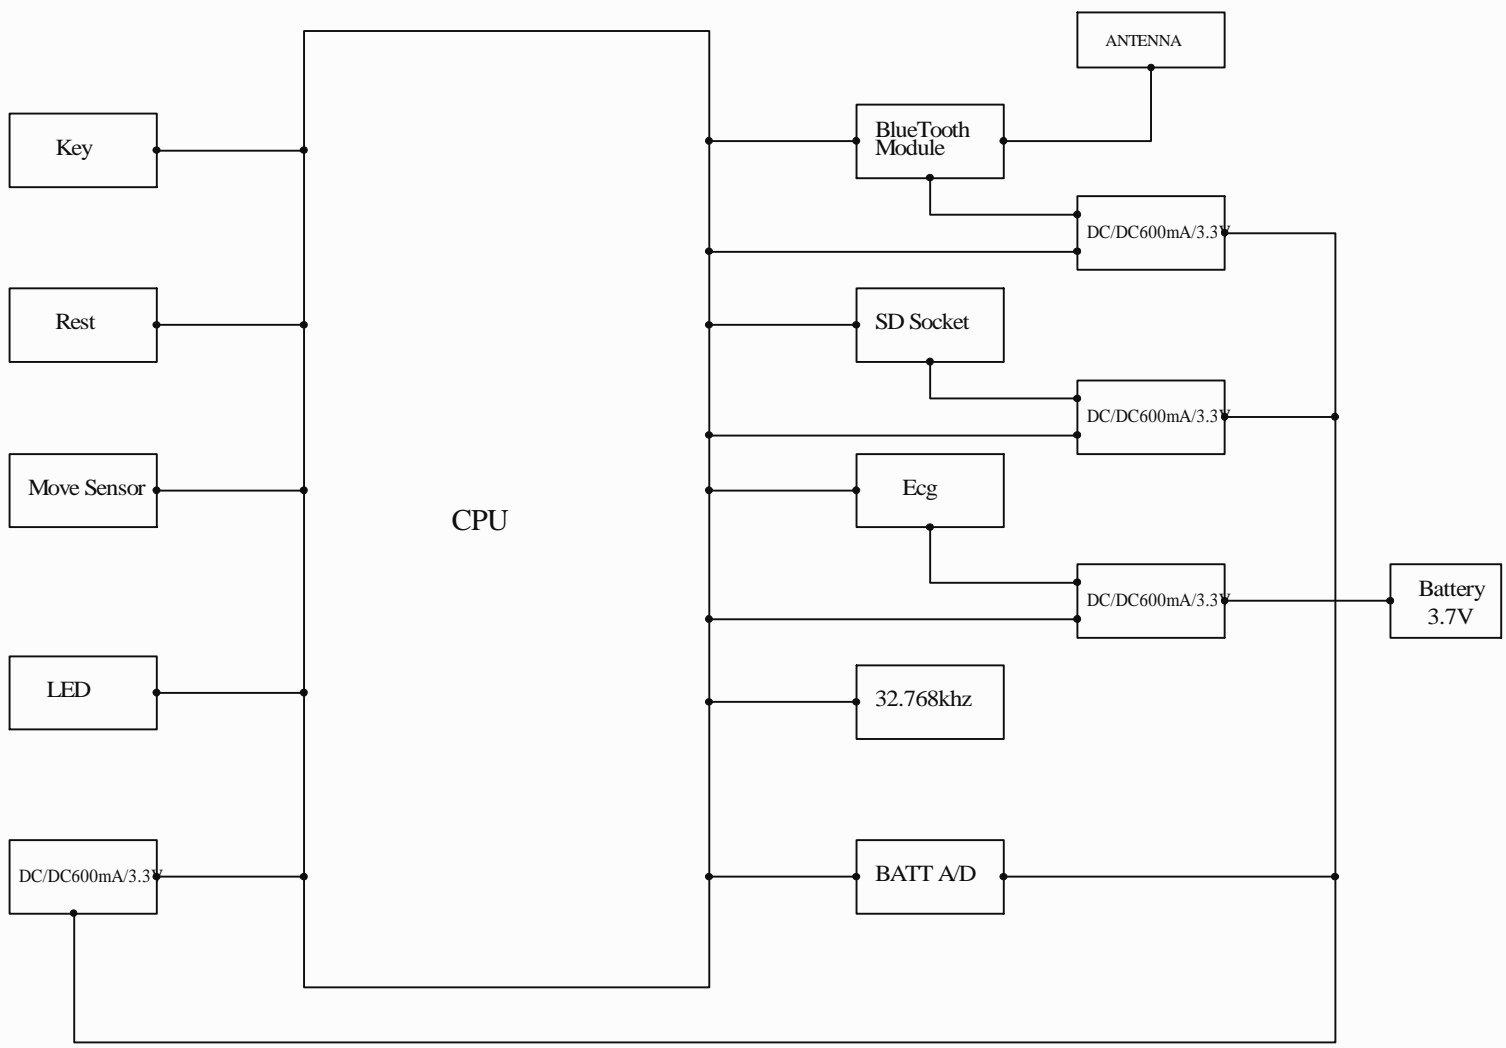 ANTENNA
BlueTooth
Module
Key
DC/DC600mA/3.3V
Rest
SD Socket
DC/DC600mA/3.3V
Move Sensor
Ecg
CPU
DC/DC600mA/3.3V
Battery
3.7V
LED
32.768khz
DC/DC600mA/3.3V
BATT A/D